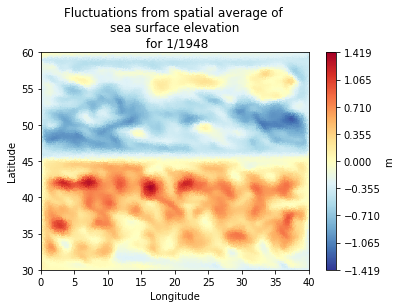 Fluctuations from spatial average of
sea surface elevation
for 1/1948
60
55
50
45
40
35
30
Latitude
0 5 10 15 20 25 30 35 40
Longitude
1.419
1.065
0.710
0.355
0.000
−0.355
−0.710
−1.065
−1.419
m